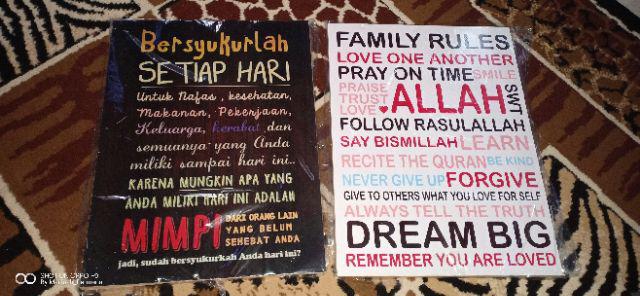 Bersyukurlah
SETIAP HARI
Untuk Nafas, kesehatan,
Makanan, Pekerjaan,
Keluarga, kerabat dan
semuanya yang Anda
miliki sampai hari ini..
KARENA MUNGKIN APA YANG
ANDA MILIKI HARI INI ADALAH
MIMPI
DARI ORANG LAIN
YANG BELUM
SEHEBAT ANDA
jadi, sudah bersyukurkah Anda hari ini?
FAMILY RULES
LOVE ONE ANOTHER
PRAY ON TIME SMILE
PRAISE
TRUST
LOVE
ALLAH SWT
FOLLOW RASULALLAH
SAY BISMILLAH LEARN
RECITE THE QURAN BE KIND
NEVER GIVE UP FORGIVE
GIVE TO OTHERS WHAT YOU LOVE FOR SELF
ALWAYS TELL THE TRUTH
DREAM BIG
REMEMBER YOU ARE LOVED